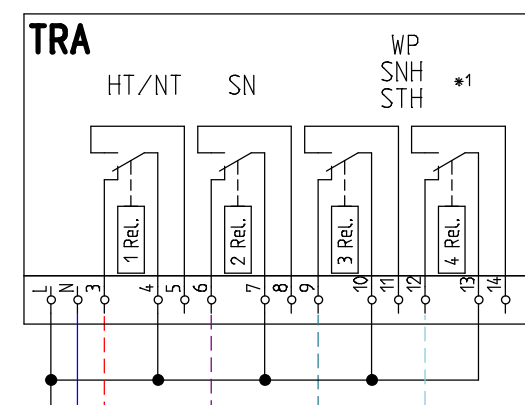 TRA
HT/NT SN
WP
SNH
STH
*1
1 Rel. 2 Rel. 3 Rel. 4 Rel.
L N 3 4 5 6 7 8 9 10 11 12 13 14